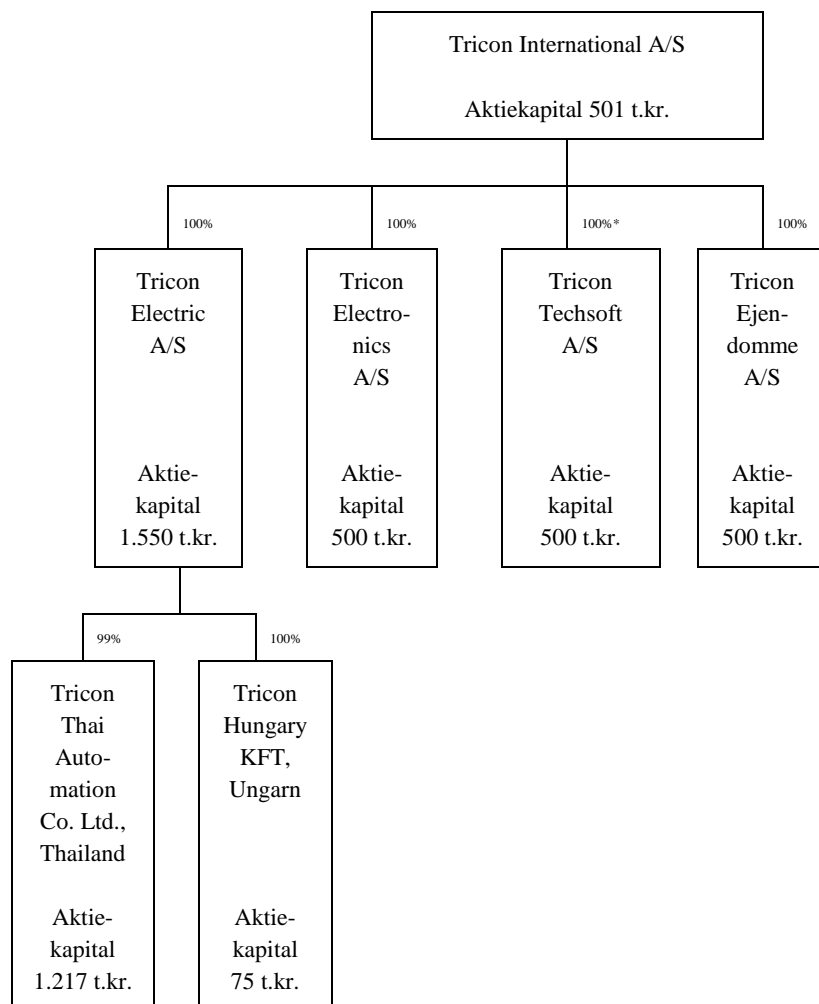 Tricon International A/S
Aktiekapital 501 t.kr.
100%
100%
100%*
100%
Tricon
Electric
A/S
Aktie-
kapital
1.550 t.kr.
Tricon
Electro-
nics
A/S
Aktie-
kapital
500 t.kr.
Tricon
Techsoft
A/S
Aktie-
kapital
500 t.kr.
Tricon
Ejen-
domme
A/S
Aktie-
kapital
500 t.kr.
99%
100%
Tricon
Thai
Auto-
mation
Co. Ltd.,
Thailand
Aktie-
kapital
1.217 t.kr.
Tricon
Hungary
KFT,
Ungarn
Aktie-
kapital
75 t.kr.